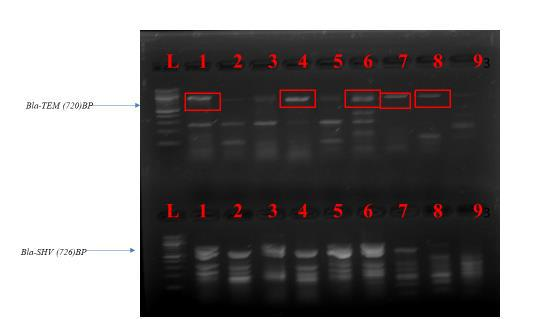 L 1 2 3 4 5 6 7 8 9
Bla-TEM (720)BP
L 1 2 3 4 5 6 7 8 9
Bla-SHV (726)BP